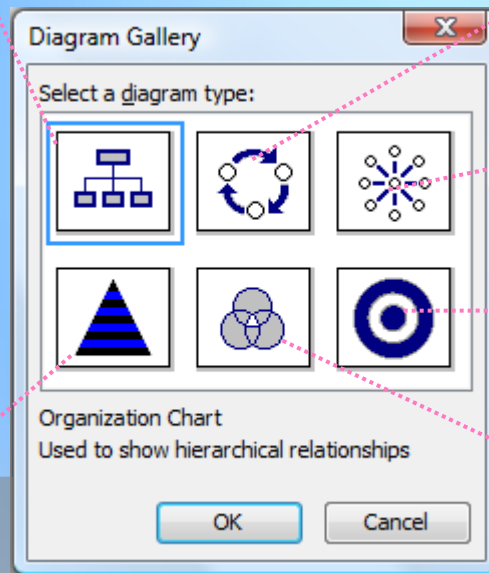 Diagram Gallery
Select a diagram type:
Organization Chart
Used to show hierarchical relationships
OK
Cancel